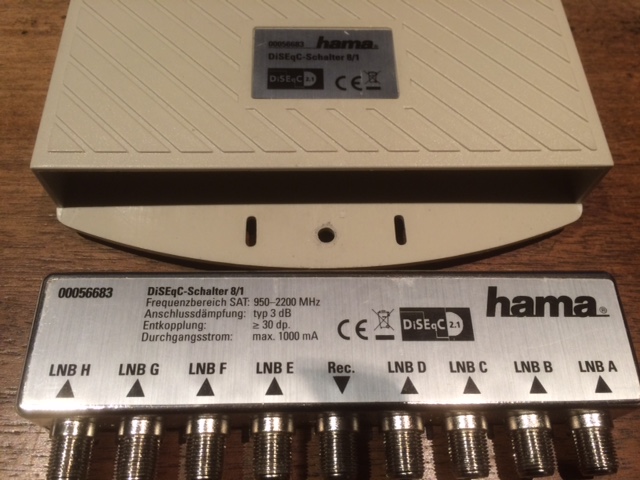 00056683 hama®
DiSEqC-Schalter 8/1
DiSEqC 2.1 CE
00056683
DiSEqC-Schalter 8/1
Frequenzbereich SAT: 950–2200 MHz
Anschlussdämpfung: typ 3 dB
Entkopplung: ≥ 30 dp.
Durchgangsstrom: max. 1000 mA
CE DiSEqC 2.1
hama®
LNB H LNB G LNB F LNB E Rec. LNB D LNB C LNB B LNB A